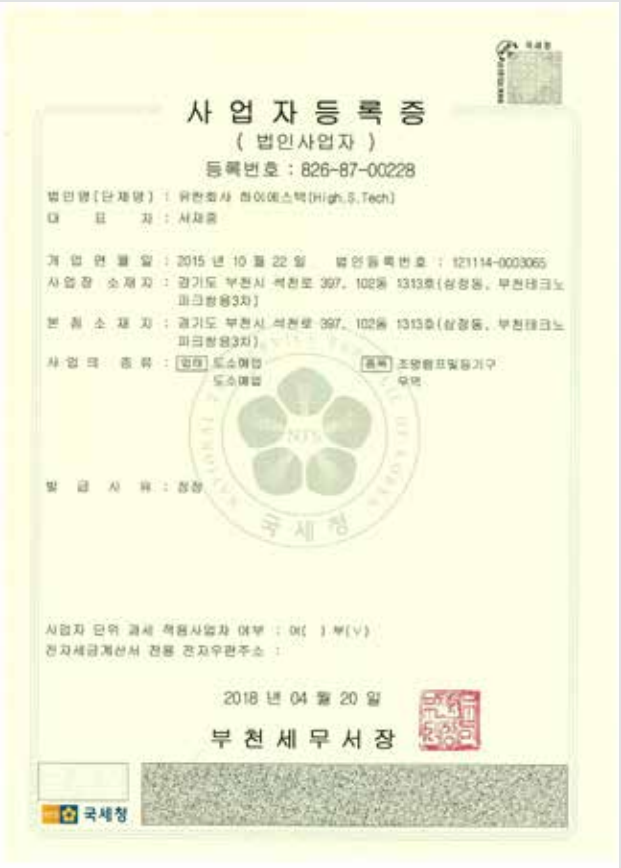 국세청
사업자등록증
( 법인사업자 )
등록번호 : 826-87-00228
법인명(단체명) : 유한회사 하이에스텍(High.S.Tech)
대 표 자 : 서재홍
개 업 연 월 일 : 2015 년 10 월 22 일 법인등록번호 : 121114-0003065
사업장 소재지 : 경기도 부천시 석천로 397, 102동 1313호(삼정동, 부천테크노
파크쌍용3차)
본 점 소 재 지 : 경기도 부천시 석천로 397, 102동 1313호(삼정동, 부천테크노
파크쌍용3차)
사 업 의 종 류 : 업태 도소매업 종목 조명램프및등기구
도소매업 무역
NATIONAL TAX SERVICE REPUBLIC OF KOREA
NTS
국세청
발 급 사 유 : 정정
사업자 단위 과세 적용사업자 여부 : 여( ) 부(∨)
전자세금계산서 전용 전자우편주소 :
2018 년 04 월 20 일
부천세무서장
NTS 국세청